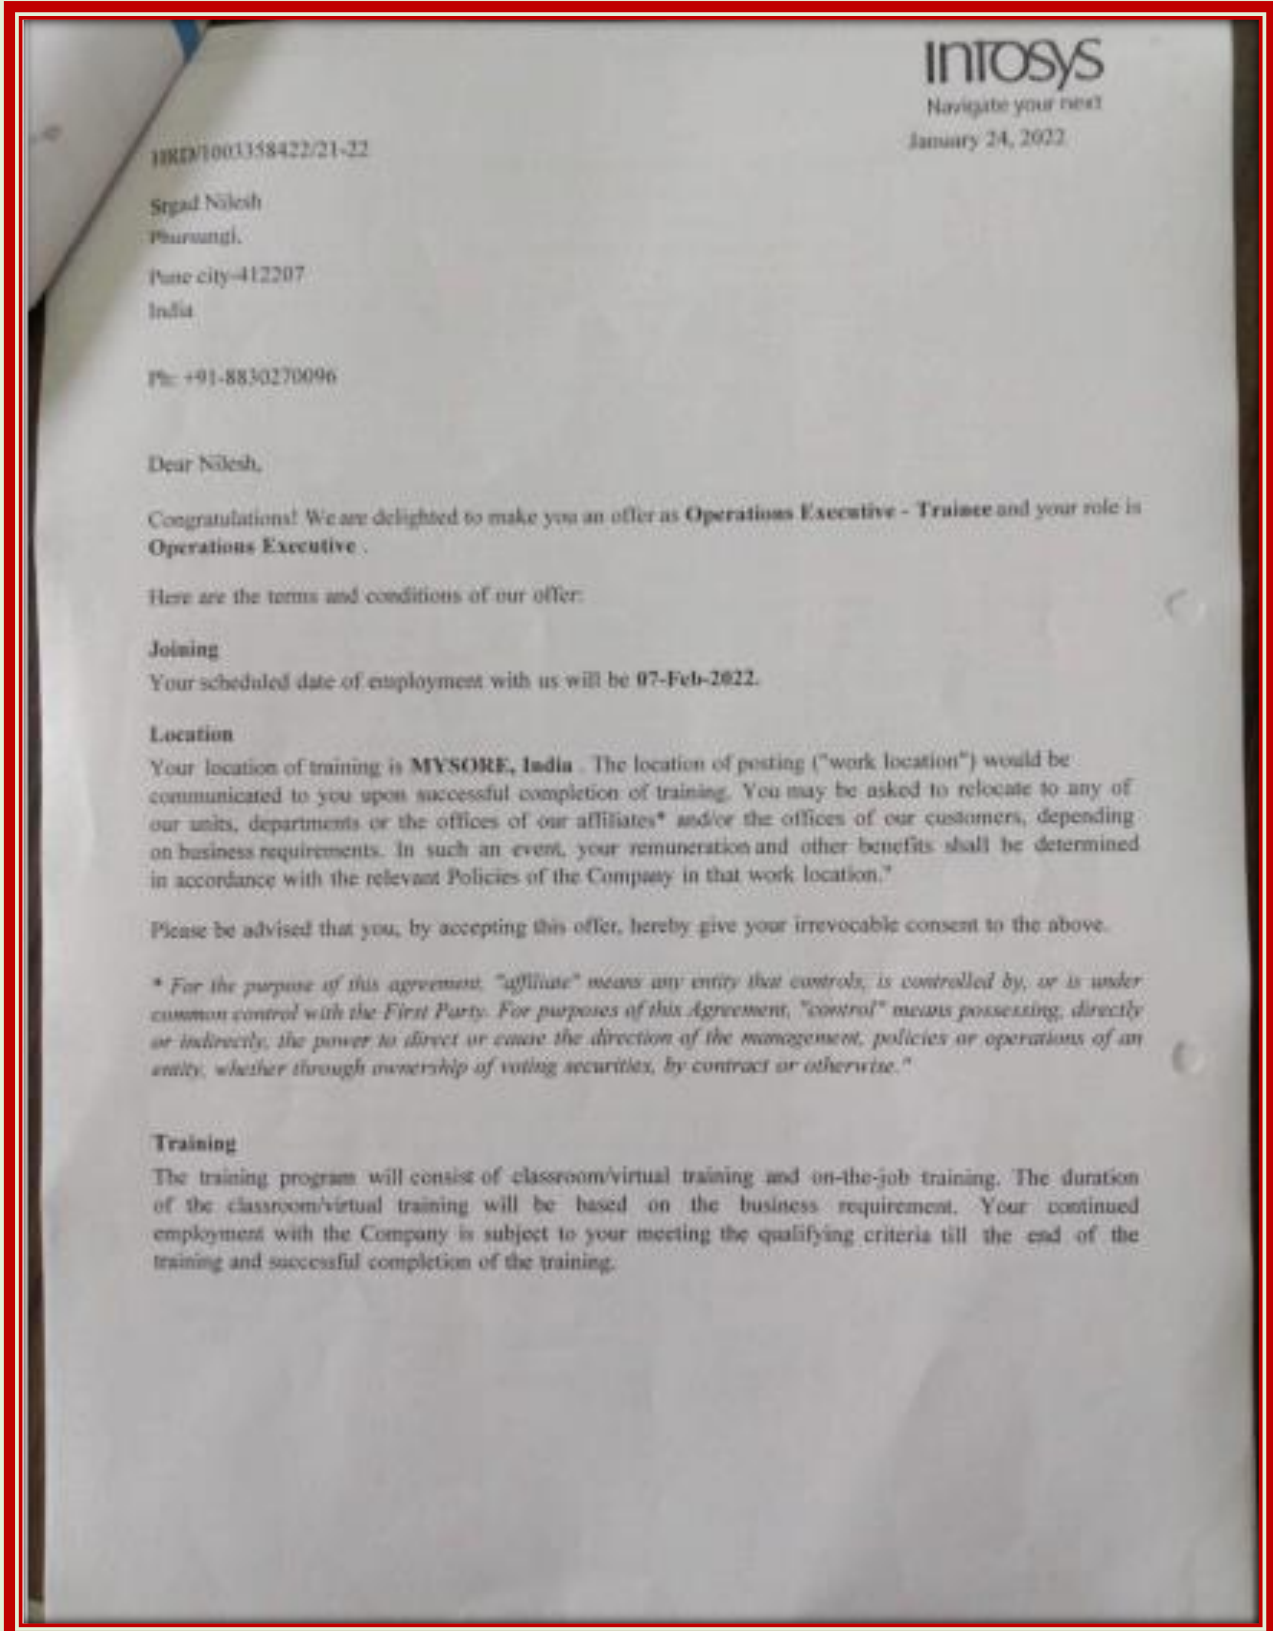 Infosys
Navigate your next
January 24, 2022
HRD/1003358422/21-22
Srgad Nilesh
Phursungi,
Pune city-412207
India
Ph: +91-8830270096
Dear Nilesh,
Congratulations! We are delighted to make you an offer as Operations Executive - Trainee and your role is
Operations Executive .
Here are the terms and conditions of our offer:
Joining
Your scheduled date of employment with us will be 07-Feb-2022.
Location
Your location of training is MYSORE, India . The location of posting ("work location") would be
communicated to you upon successful completion of training. You may be asked to relocate to any of
our units, departments or the offices of our affiliates* and/or the offices of our customers, depending
on business requirements. In such an event, your remuneration and other benefits shall be determined
in accordance with the relevant Policies of the Company in that work location."
Please be advised that you, by accepting this offer, hereby give your irrevocable consent to the above.
* For the purpose of this agreement, "affiliate" means any entity that controls, is controlled by, or is under
common control with the First Party. For purposes of this Agreement, "control" means possessing, directly
or indirectly, the power to direct or cause the direction of the management, policies or operations of an
entity, whether through ownership of voting securities, by contract or otherwise."
Training
The training program will consist of classroom/virtual training and on-the-job training. The duration
of the classroom/virtual training will be based on the business requirement. Your continued
employment with the Company is subject to your meeting the qualifying criteria till the end of the
training and successful completion of the training.